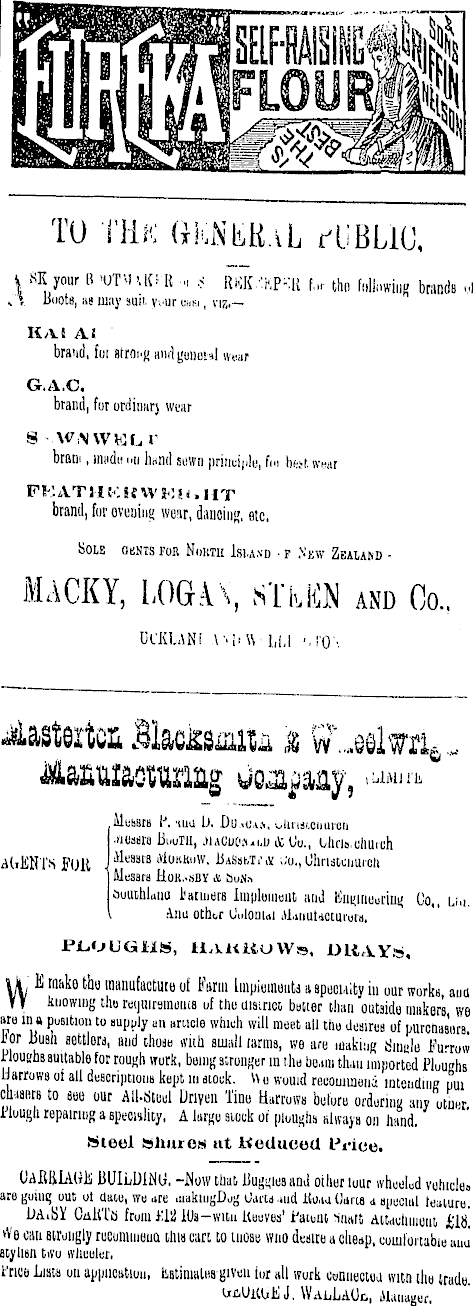 "EUREKA"
SELF-RAISING
FLOUR
IS THE
BEST
& SONS
GRIFFIN
NELSON
TO THE GENERAL PUBLIC.
ASK your BOOTMAKER or STOREKEEPER for the following brands of
Boots, as may suit your case, viz.—
brand, for strong and general wear
G.A.C.
brand, for ordinary wear
SEWNWELT
brand, made on hand sewn principle, for best wear
FEATHERWEIGHT
brand, for evening wear, dancing, etc.
SOLE AGENTS FOR NORTH ISLAND OF NEW ZEALAND -
MACKY, LOGAN, STEEN AND CO.,
AUCKLAND AND WELLINGTON
Masterton Blacksmith & Wheelwright
Manufacturing Company, LIMITED
Messrs P. and D. DUNCAN, Christchurch
Messrs BOOTH, MACDONALD & Co., Christchurch
AGENTS FOR Messrs MORROW, BASSETT & Co., Christchurch
Messrs HORNSBY & SONS
Southland Farmers Implement and Engineering Co., Ltd.
And other Colonial Manufacturers.
PLOUGHS, HARROWS, DRAYS.
WE make the manufacture of Farm Implements a speciality in our works, and
knowing the requirements of the district better than outside makers, we
are in a position to supply an article which will meet all the desires of purchasers.
For Bush settlers, and those with small farms, we are making Single Furrow
Ploughs suitable for rough work, being stronger in the beam than imported Ploughs
Harrows of all descriptions kept in stock. We would recommend intending pur
chasers to see our All-Steel Driven Tine Harrows before ordering any other.
Plough repairing a speciality. A large stock of ploughs always on hand.
Steel Shares at Reduced Price.
CARRIAGE BUILDING.—Now that Buggies and other four wheeled vehicles
are going out of date, we are making Dog Carts and Road Carts a special feature.
DAISY CARTS from £12 10s—with Reeves' Patent Shaft Attachment £18.
We can strongly recommend this cart to those who desire a cheap, comfortable and
stylish two wheeler.
Price Lists on application, Estimates given for all work connected with the trade.
GEORGE J. WALLACE, Manager.